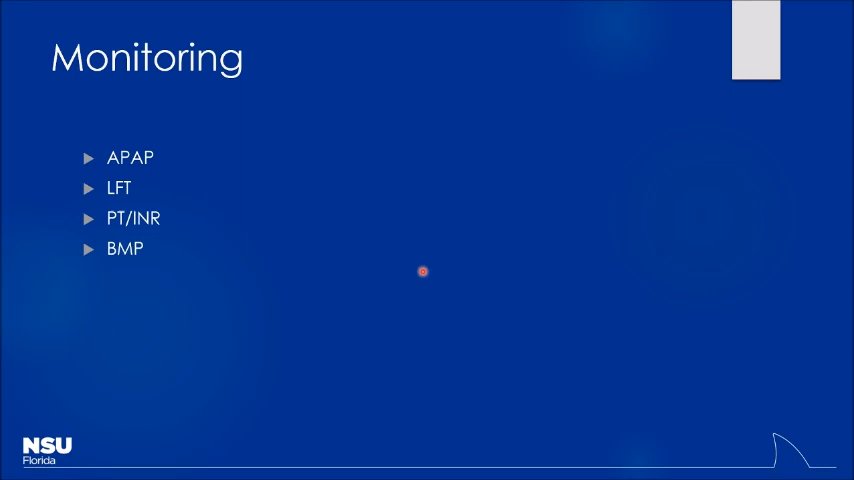 Monitoring
APAP
LFT
PT/INR
BMP
NSU
Florida